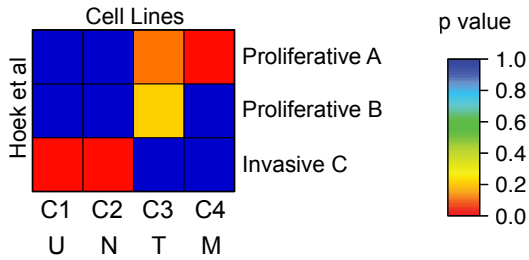 Cell Lines
Hoek et al
Proliferative A
Proliferative B
Invasive C
C1 C2 C3 C4
U N T M
p value
1.0
0.8
0.6
0.4
0.2
0.0